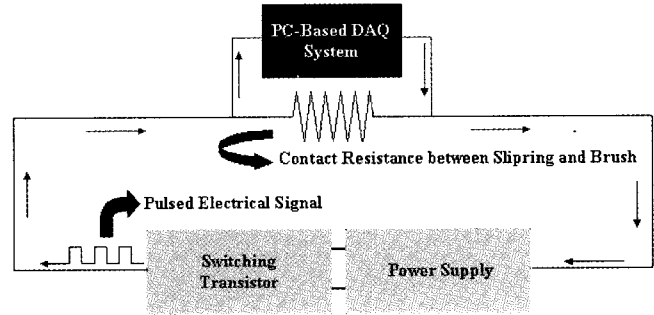 PC-Based DAQ
System
Contact Resistance between Slipring and Brush
Pulsed Electrical Signal
Switching
Transistor
Power Supply